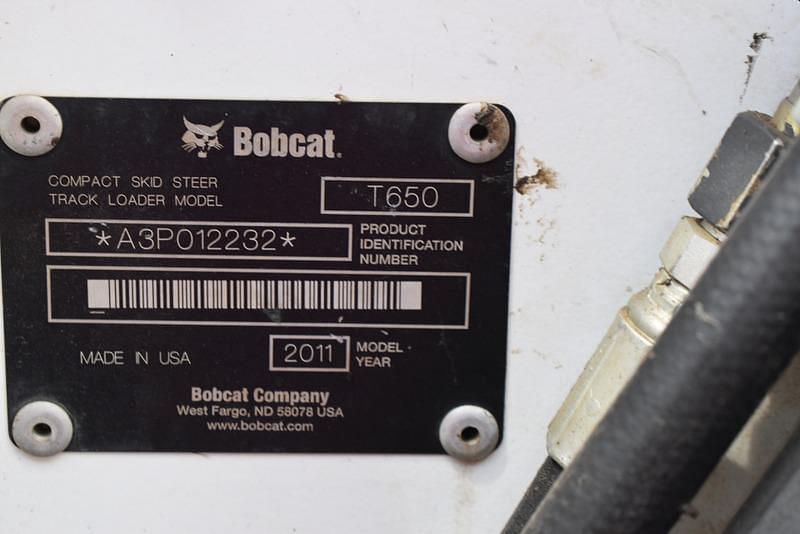 Bobcat.
COMPACT SKID STEER
TRACK LOADER MODEL
T650
*A3P012232*
PRODUCT
IDENTIFICATION
NUMBER
MADE IN USA
2011
MODEL
YEAR
Bobcat Company
West Fargo, ND 58078 USA
www.bobcat.com